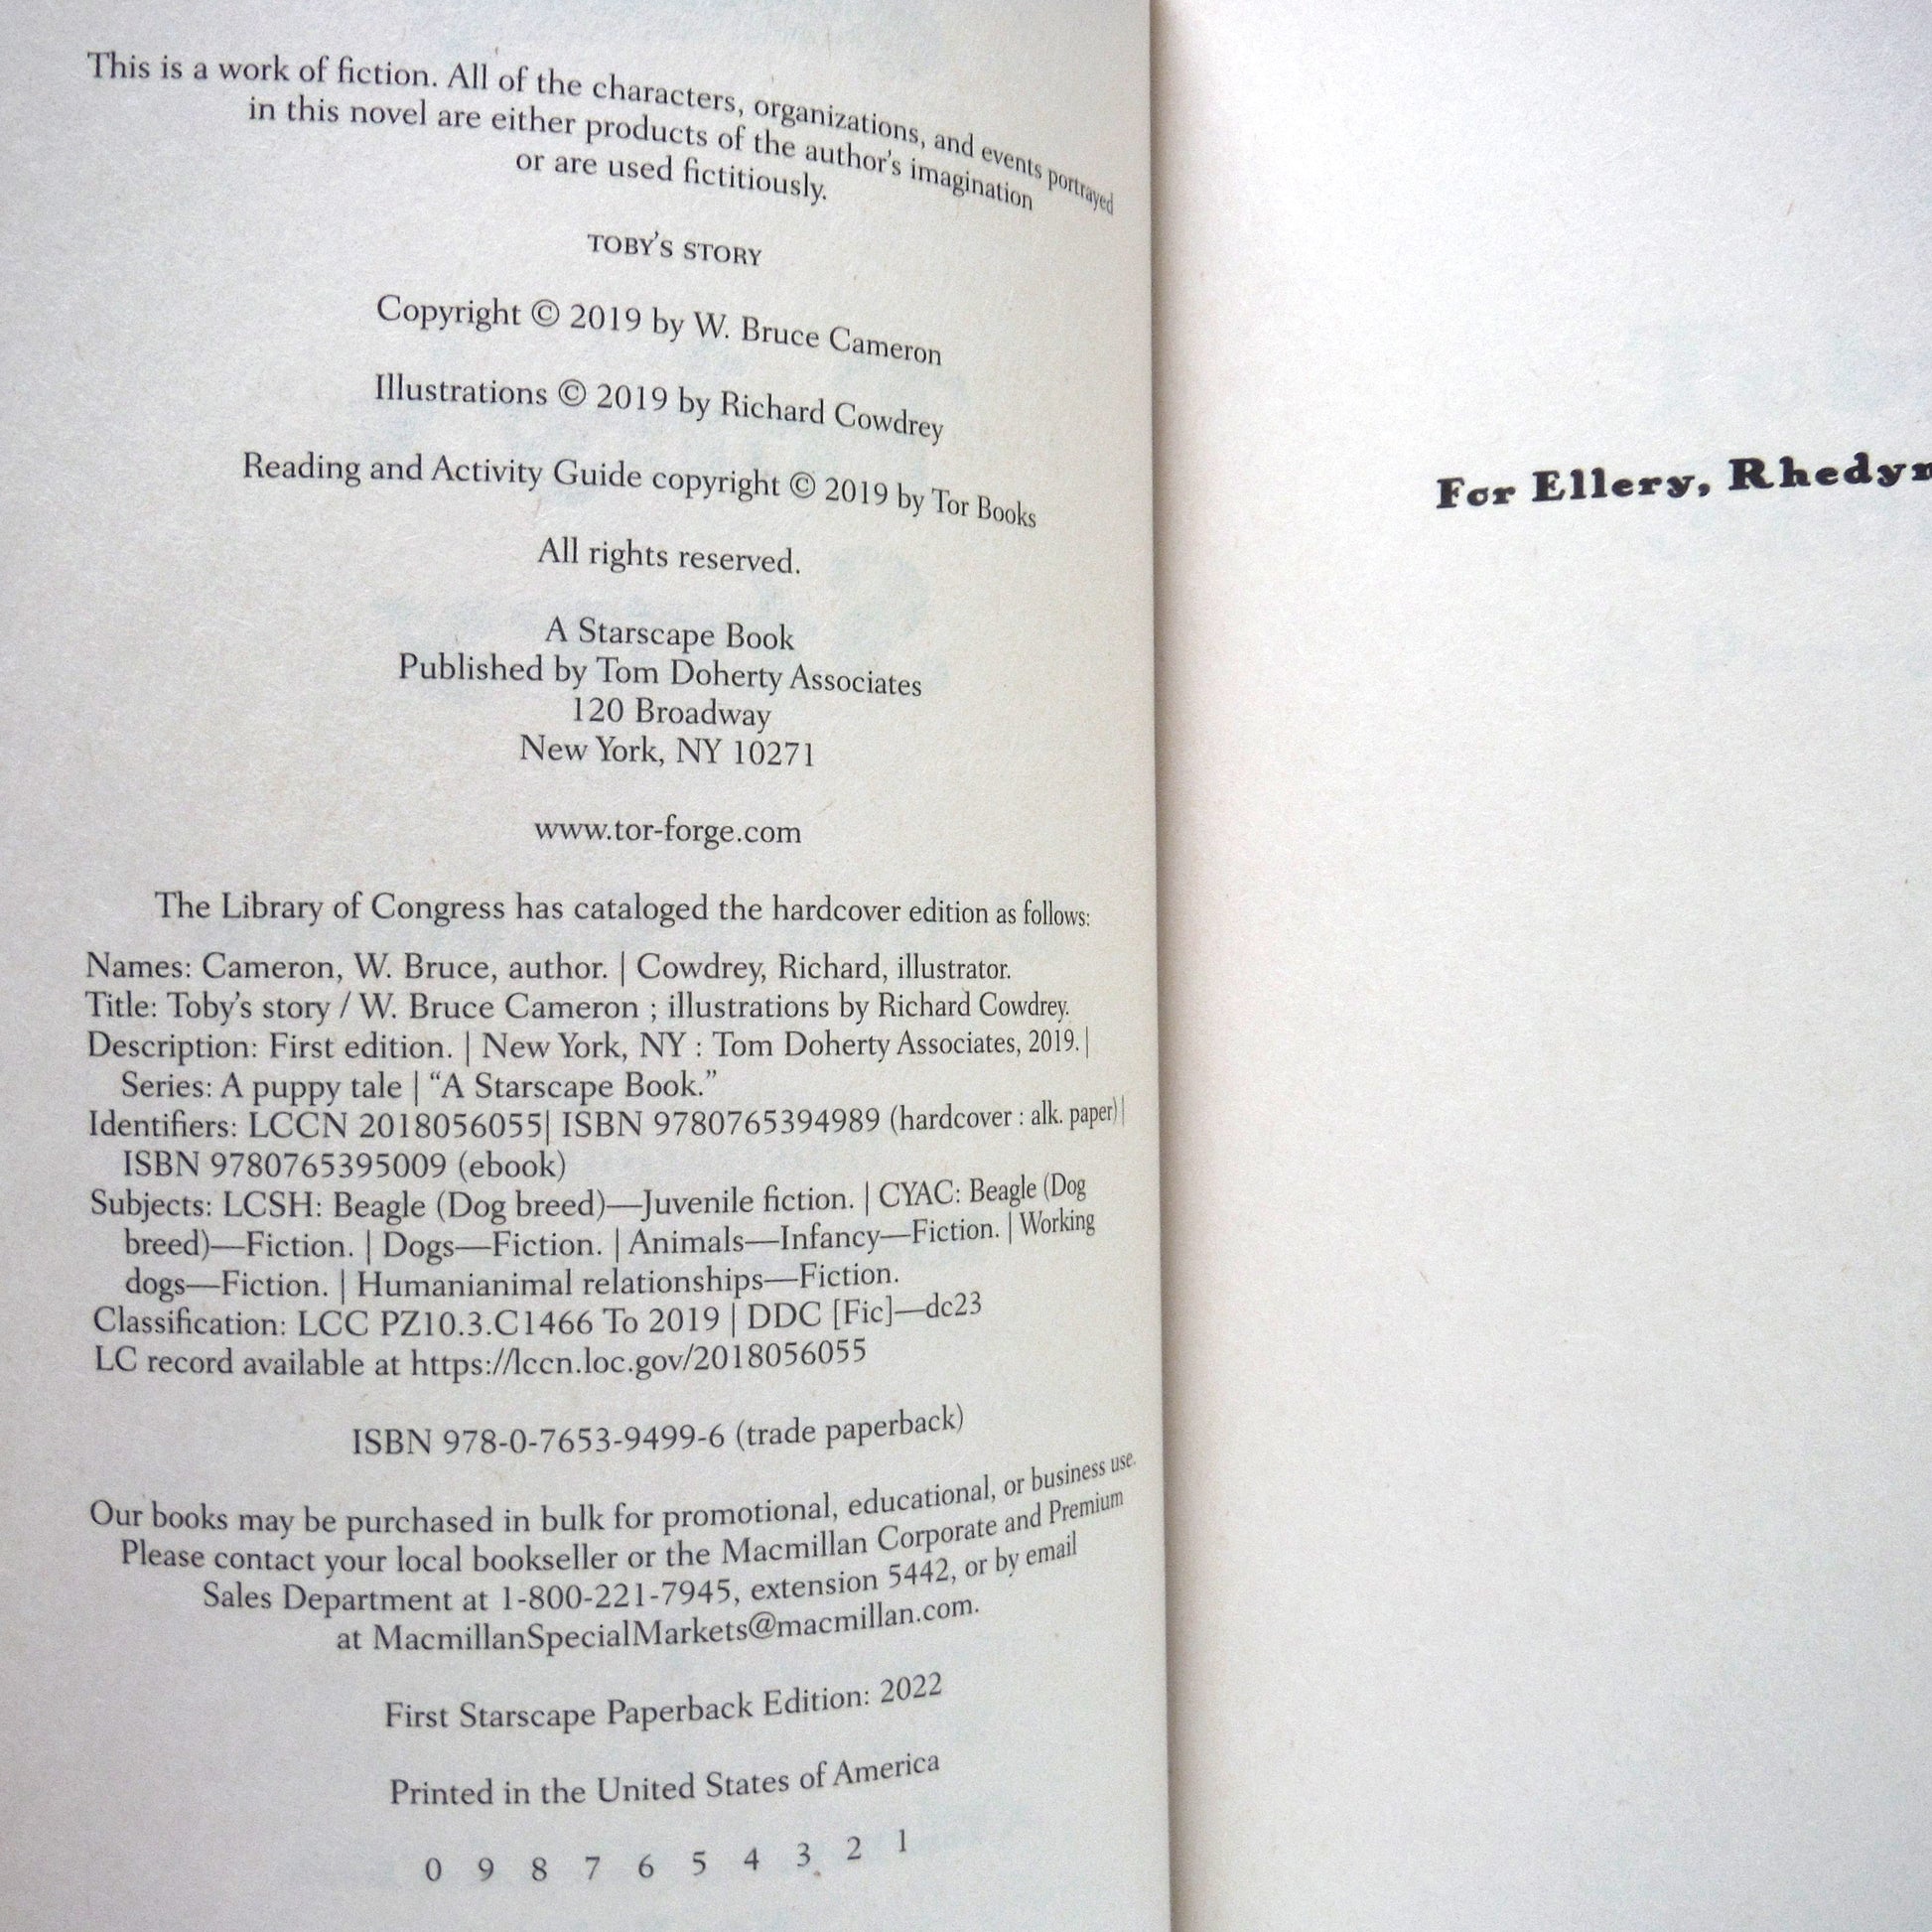 This is a work of fiction. All of the characters, organizations, and events portrayed
in this novel are either products of the author's imagination
or are used fictitiously.
TOBY'S STORY
Copyright © 2019 by W. Bruce Cameron
Illustrations © 2019 by Richard Cowdrey
Reading and Activity Guide copyright © 2019 by Tor Books
All rights reserved.
A Starscape Book
Published by Tom Doherty Associates
120 Broadway
New York, NY 10271
www.tor-forge.com
The Library of Congress has cataloged the hardcover edition as follows:
Names: Cameron, W. Bruce, author. | Cowdrey, Richard, illustrator.
Title: Toby's story / W. Bruce Cameron ; illustrations by Richard Cowdrey.
Description: First edition. | New York, NY : Tom Doherty Associates, 2019. |
Series: A puppy tale | “A Starscape Book.”
Identifiers: LCCN 2018056055| ISBN 9780765394989 (hardcover : alk. paper) |
ISBN 9780765395009 (ebook)
Subjects: LCSH: Beagle (Dog breed)—Juvenile fiction. | CYAC: Beagle (Dog
breed)—Fiction. | Dogs—Fiction. | Animals—Infancy—Fiction. | Working
dogs—Fiction. | Humanianimal relationships—Fiction.
Classification: LCC PZ10.3.C1466 To 2019 | DDC [Fic]—dc23
LC record available at https://lccn.loc.gov/2018056055
ISBN 978-0-7653-9499-6 (trade paperback)
Our books may be purchased in bulk for promotional, educational, or business use.
Please contact your local bookseller or the Macmillan Corporate and Premium
Sales Department at 1-800-221-7945, extension 5442, or by email
at MacmillanSpecialMarkets@macmillan.com.
First Starscape Paperback Edition: 2022
Printed in the United States of America
0 9 8 7 6 5 4 3 2 1
For Ellery,